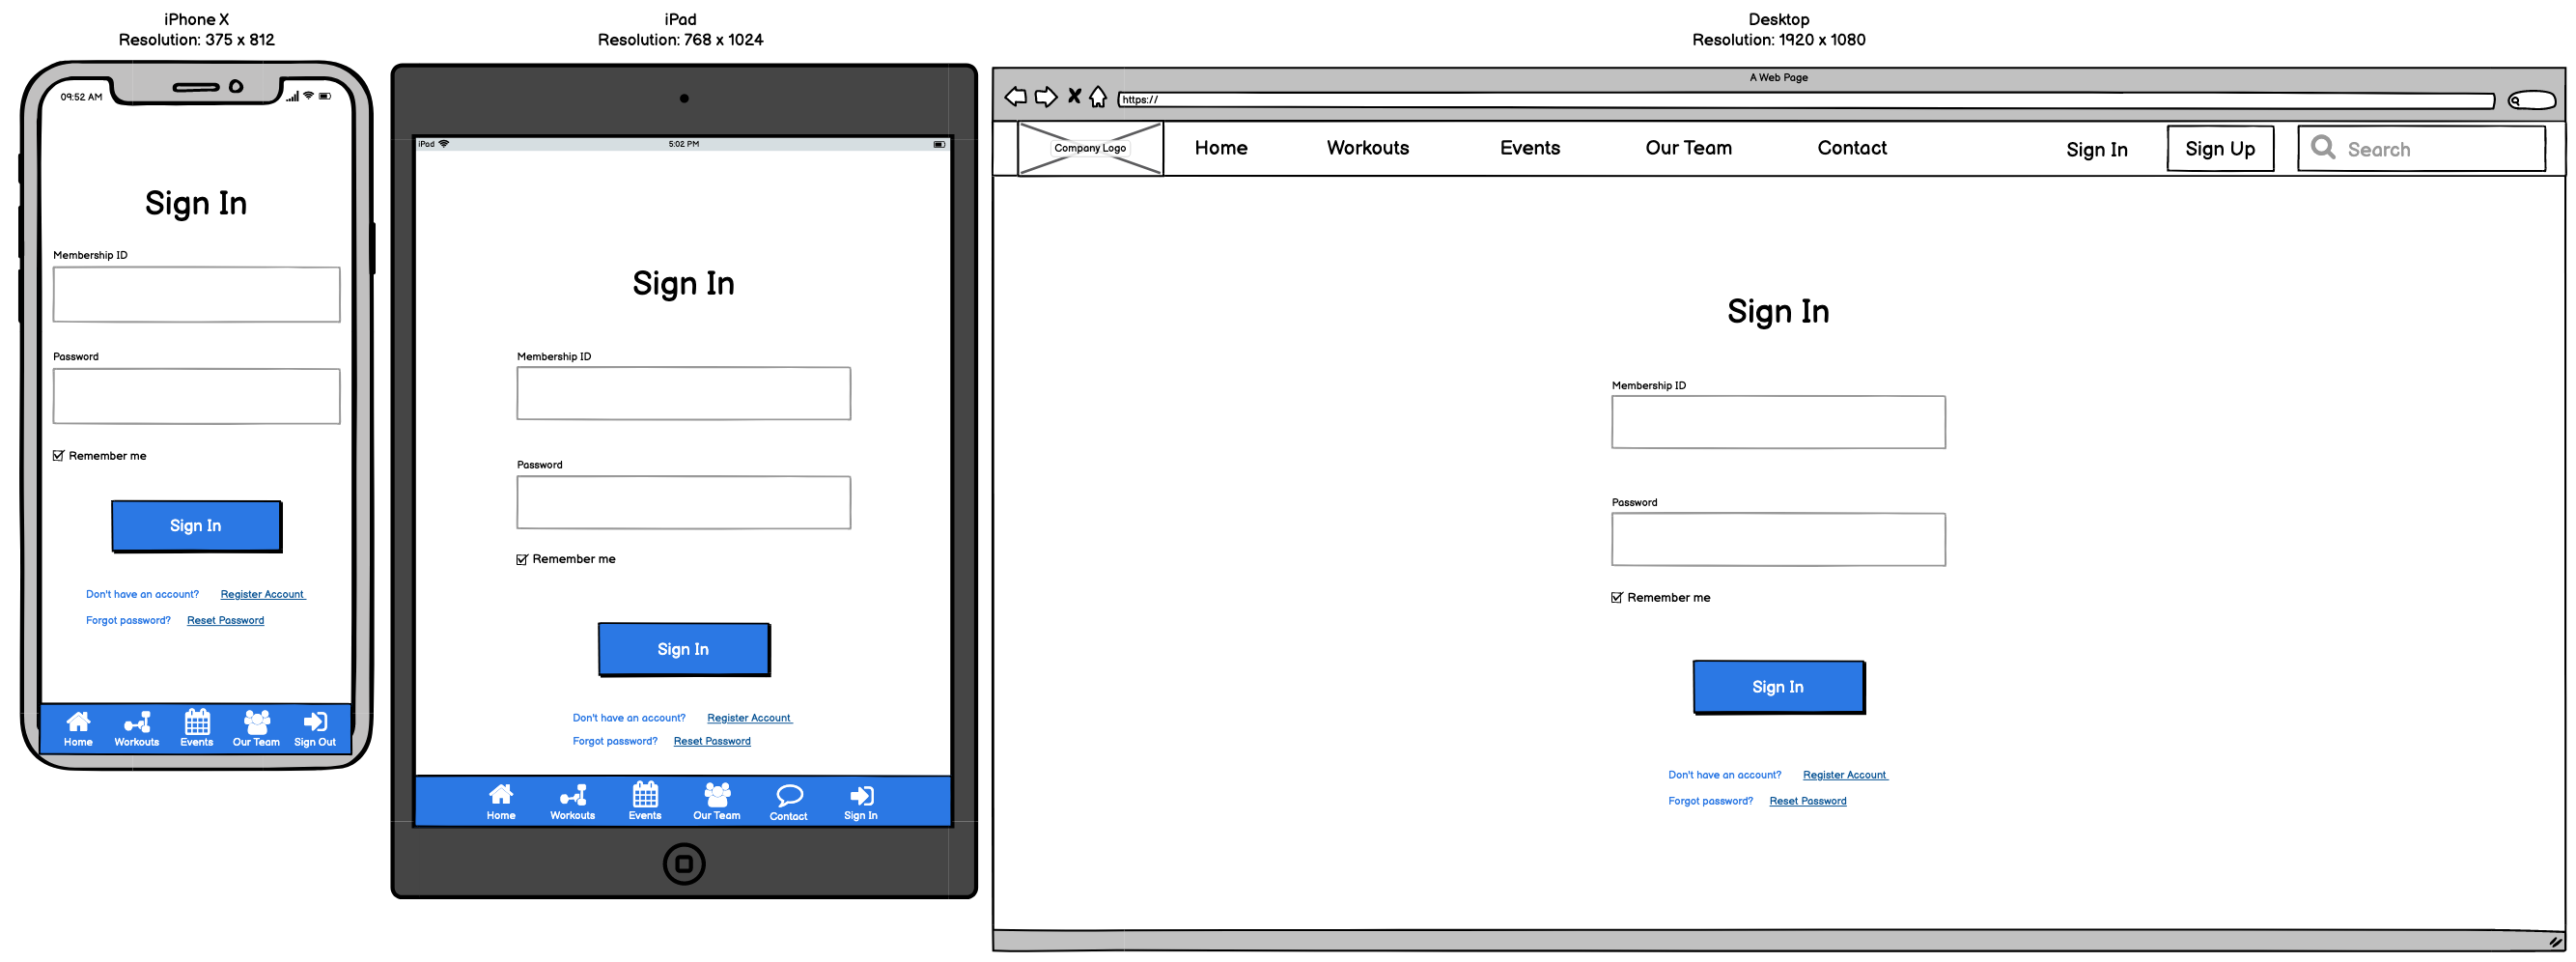 iPhone X
Resolution: 375 x 812
09:52 AM
Sign In
Membership ID
Password
Remember me
Sign In
Don't have an account? Register Account
Forgot password? Reset Password
Home Workouts Events Our Team Sign Out
iPad
Resolution: 768 x 1024
iPad 5:02 PM
Sign In
Membership ID
Password
Remember me
Sign In
Don't have an account? Register Account
Forgot password? Reset Password
Home Workouts Events Our Team Contact Sign In
Desktop
Resolution: 1920 x 1080
A Web Page
https://
Company Logo Home Workouts Events Our Team Contact Sign In Sign Up Search
Sign In
Membership ID
Password
Remember me
Sign In
Don't have an account? Register Account
Forgot password? Reset Password